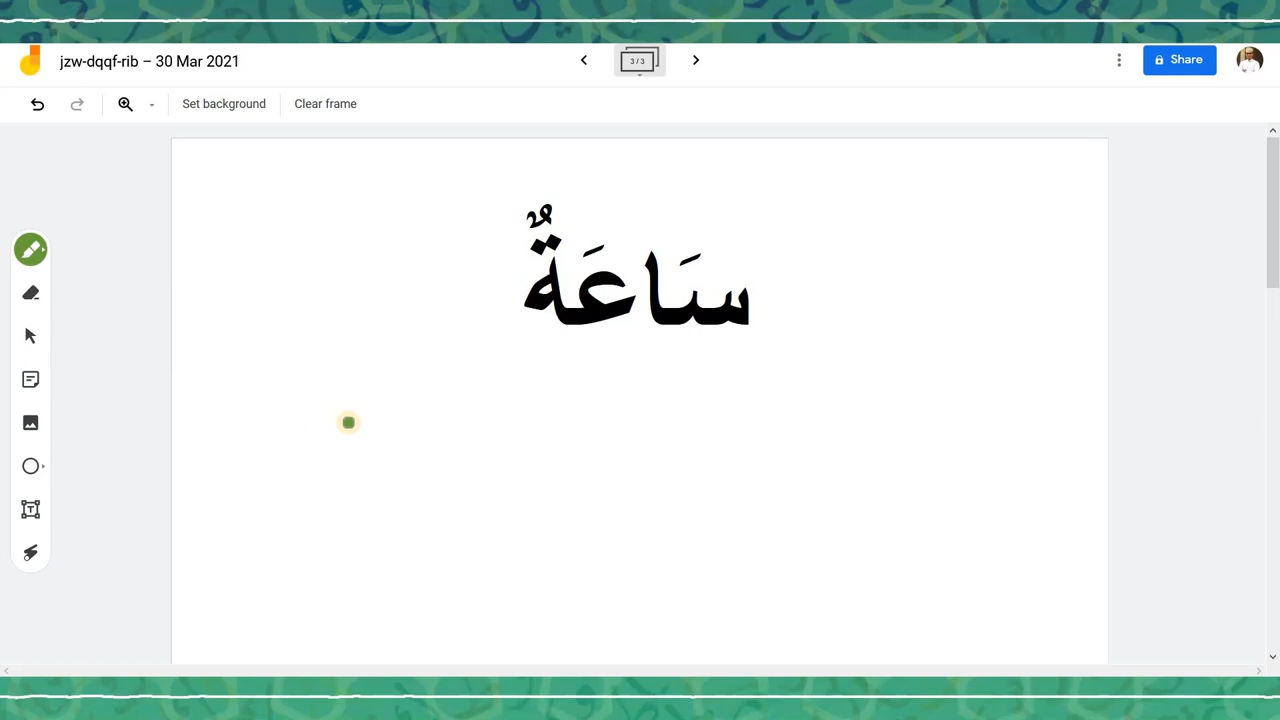 jzw-dqqf-rib – 30 Mar 2021
3 / 3
Share
Set background
Clear frame
سَاعَةٌ